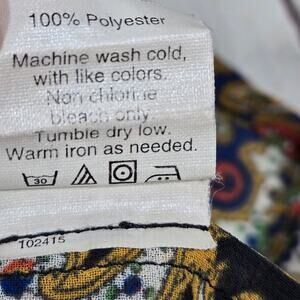 100% Polyester
Machine wash cold,
with like colors.
Non chlorine
bleach only.
Tumble dry low.
Warm iron as needed.
30
102415